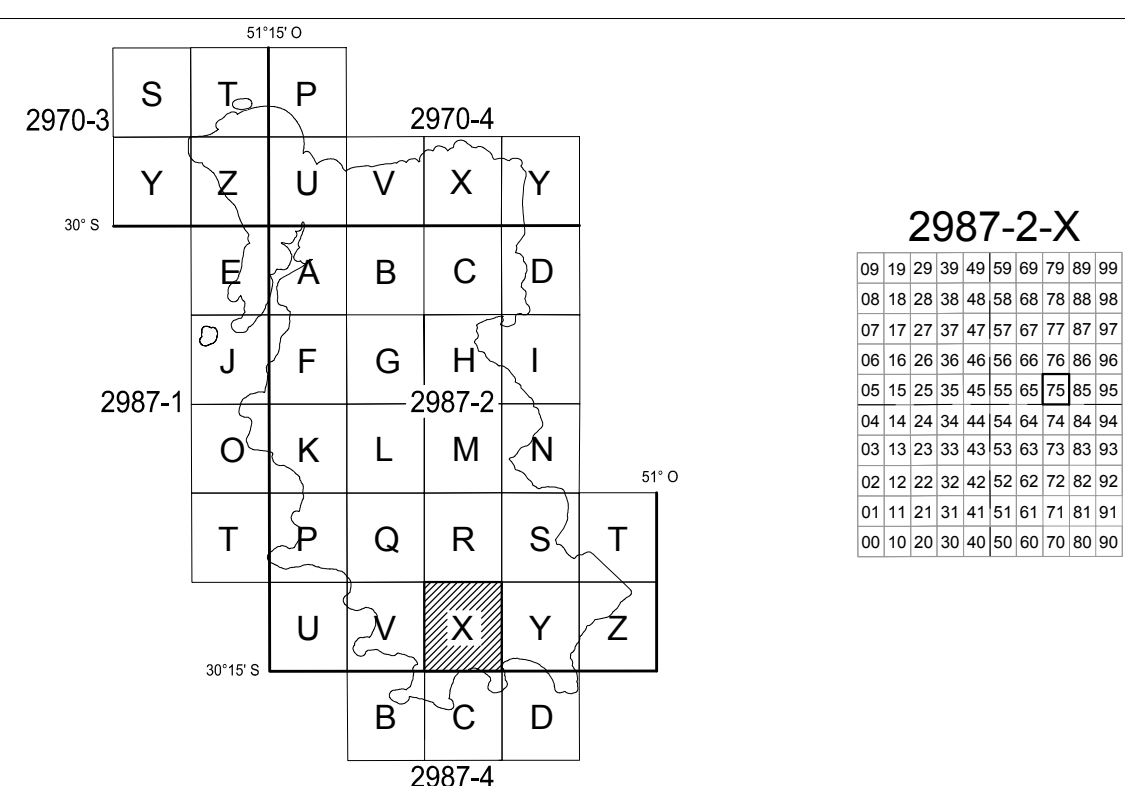 51°15' O
S T P
2970-3 2970-4
Y Z U V X Y
30° S
E A B C D
J F G H I
2987-1 2987-2
O K L M N
51° O
T P Q R S T
U V X Y Z
30°15' S
B C D
2987-4
2987-2-X
09 19 29 39 49 59 69 79 89 99
08 18 28 38 48 58 68 78 88 98
07 17 27 37 47 57 67 77 87 97
06 16 26 36 46 56 66 76 86 96
05 15 25 35 45 55 65 75 85 95
04 14 24 34 44 54 64 74 84 94
03 13 23 33 43 53 63 73 83 93
02 12 22 32 42 52 62 72 82 92
01 11 21 31 41 51 61 71 81 91
00 10 20 30 40 50 60 70 80 90